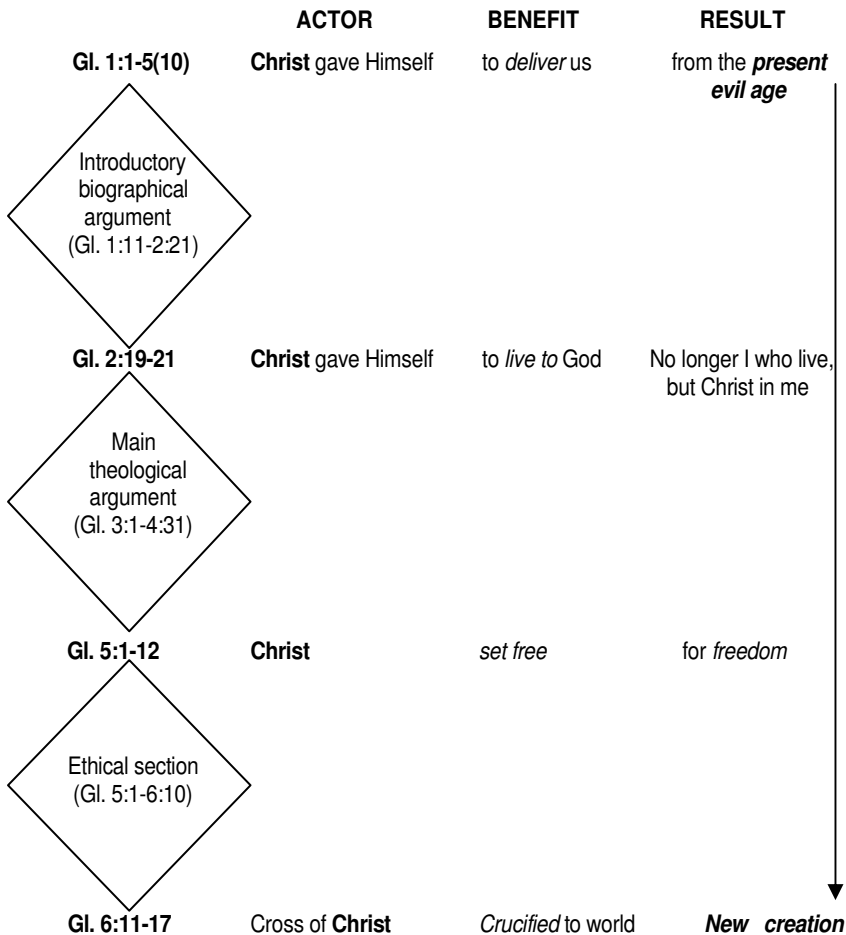 ACTOR BENEFIT RESULT
Gl. 1:1-5(10) Christ gave Himself to deliver us from the present
evil age
Introductory
biographical
argument
(Gl. 1:11-2:21)
Gl. 2:19-21 Christ gave Himself to live to God No longer I who live,
but Christ in me
Main
theological
argument
(Gl. 3:1-4:31)
Gl. 5:1-12 Christ set free for freedom
Ethical section
(Gl. 5:1-6:10)
Gl. 6:11-17 Cross of Christ Crucified to world New creation